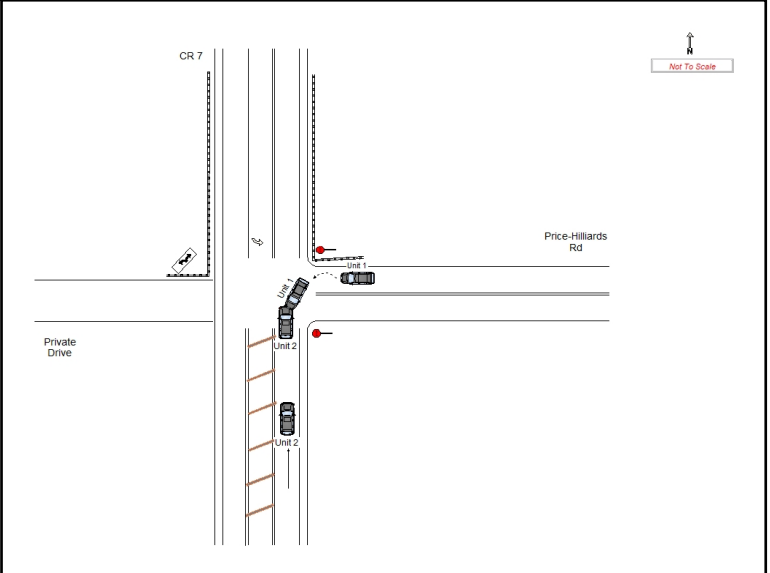 CR 7
N
Not To Scale
Price-Hilliards
Rd
Unit 1
Unit 1
Private
Drive
Unit 2
Unit 2